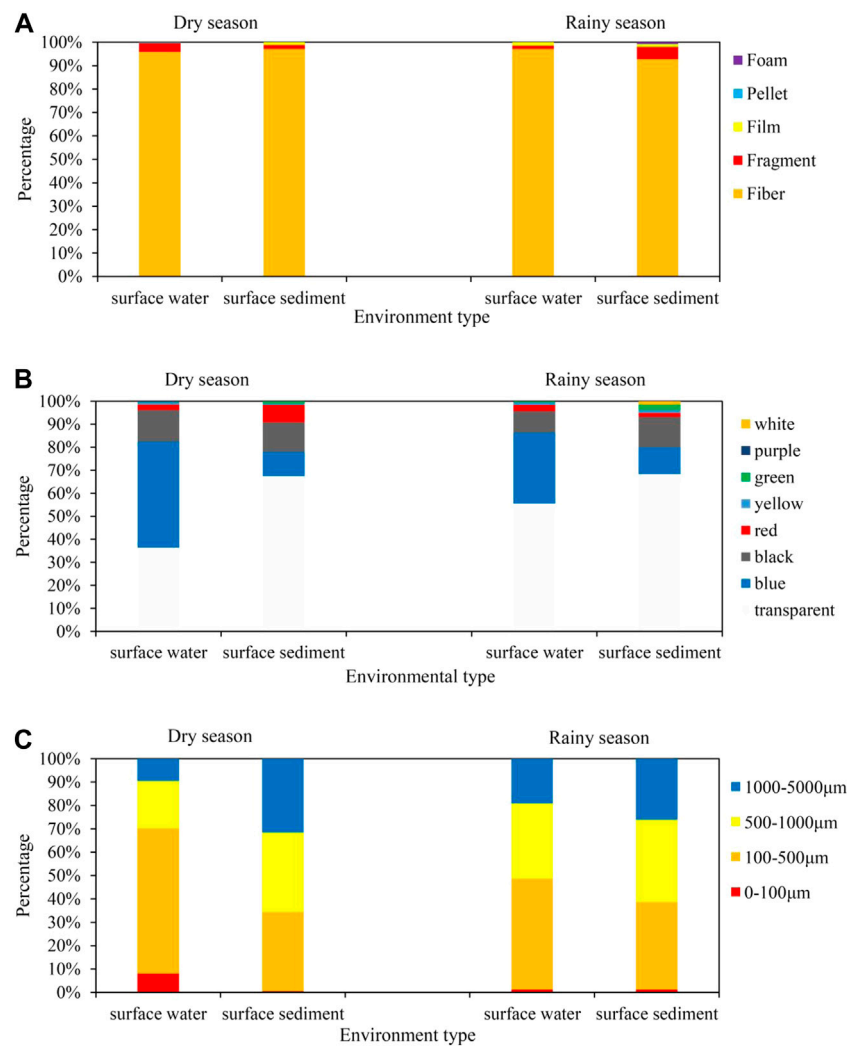 A
Dry season
Rainy season
100%
90%
80%
70%
60%
50%
40%
30%
20%
10%
0%
Percentage
surface water
surface sediment
surface water
surface sediment
Environment type
Foam
Pellet
Film
Fragment
Fiber
B
Dry season
Rainy season
100%
90%
80%
70%
60%
50%
40%
30%
20%
10%
0%
Percentage
surface water
surface sediment
surface water
surface sediment
Environmental type
white
purple
green
yellow
red
black
blue
transparent
C
Dry season
Rainy season
100%
90%
80%
70%
60%
50%
40%
30%
20%
10%
0%
Percentage
surface water
surface sediment
surface water
surface sediment
Environment type
1000-5000μm
500-1000μm
100-500μm
0-100μm